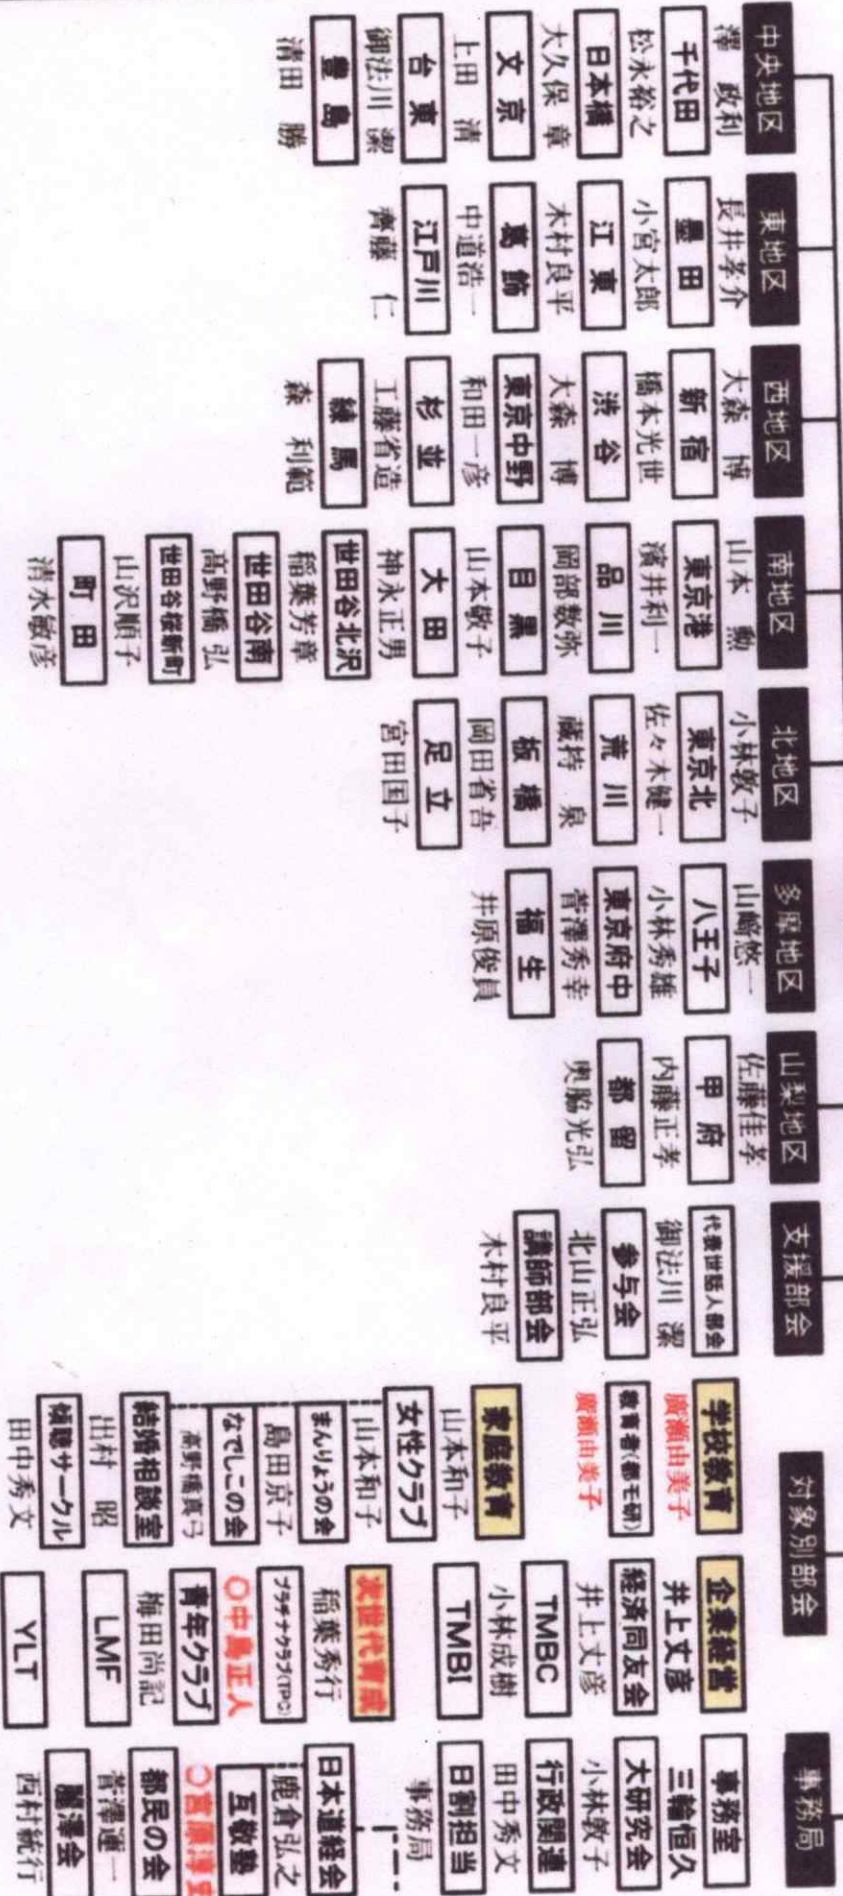 中央地区
澤 政利
千代田
松永裕之
日本橋
大久保 章
文京
上田 清
台東
御法川 潔
豊島
清田 勝
東地区
長井孝介
墨田
小宮太郎
江東
木村良平
葛飾
中道浩一
江戸川
齊藤 仁
西地区
大森 博
新宿
橋本光世
渋谷
大森 博
東京中野
和田一彦
杉並
工藤省造
練馬
森 利範
南地区
山本 勲
東京港
濱井利一
品川
岡部数弥
目黒
山本敬子
大田
神永正男
世田谷北沢
稲葉芳章
世田谷南
高野橋 弘
世田谷桜新町
山沢順子
町田
清水敏彦
北地区
小林敦子
東京北
佐々木健一
荒川
蔵持 泉
板橋
岡田省吾
足立
宮田国子
多摩地区
山﨑悠一
八王子
小林秀雄
東京府中
菅澤秀幸
福生
井原俊員
山梨地区
佐藤佳孝
甲府
内藤正孝
都留
奥脇光弘
支援部会
代表世話人部会
御法川 潔
参与会
北山正弘
講師部会
木村良平
対象別部会
学校教育
廣瀬由美子
教育者(都モ研)
廣瀬由美子
家庭教育
山本和子
女性クラブ
山本和子
まんりょうの会
島田京子
なでしこの会
高野橋真弓
結婚相談室
出村 昭
傾聴サークル
田中秀文
企業経営
井上丈彦
経済同友会
井上丈彦
TMBC
小林成樹
TMBI
次世代育成
稲葉秀行
プラチナクラブ(TPC)
〇中島正人
青年クラブ
梅田尚記
LMF
YLT
事務局
事務室
三輪恒久
大研究会
小林敦子
行政関連
田中秀文
日割担当
事務局
日本道経会
鹿倉弘之
互敬塾
〇宮原淳史
都民の会
菅澤運一
麗澤会
西村統行